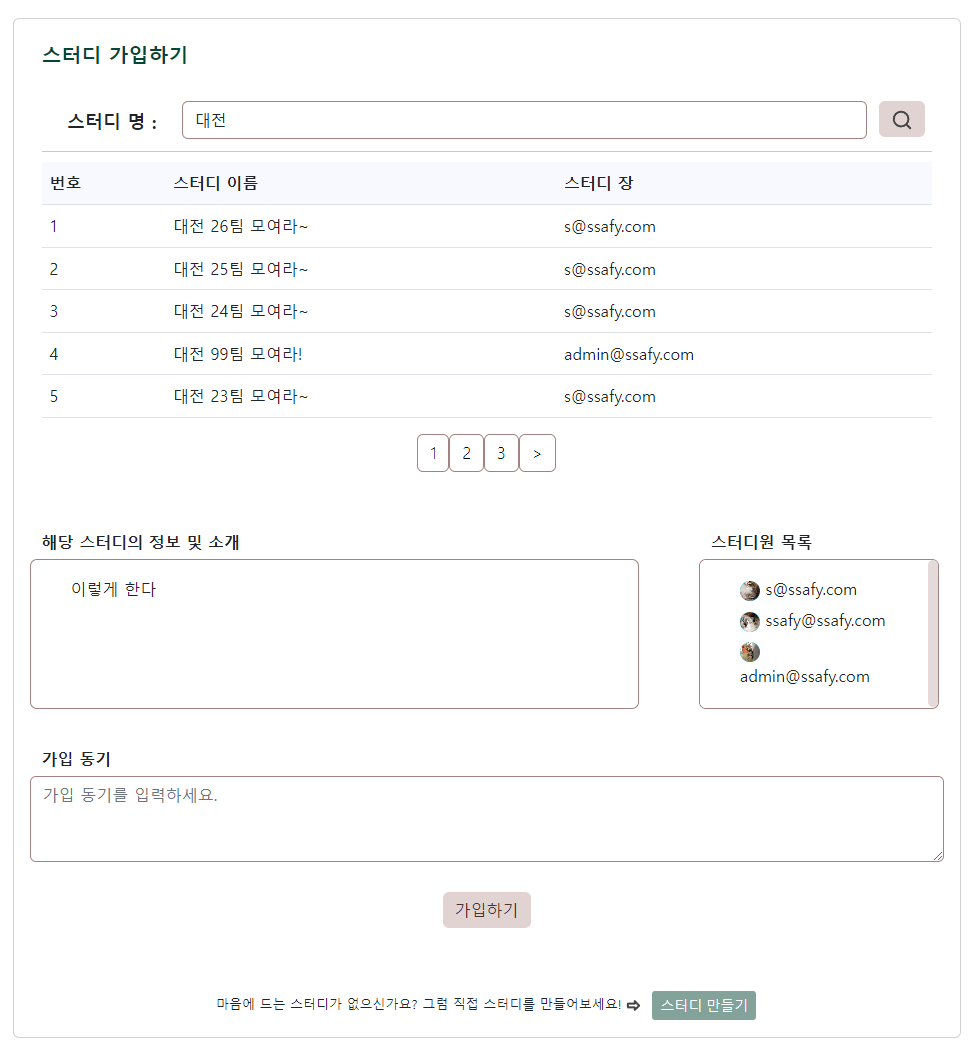 스터디 가입하기
스터디 명 : 대전
번호 스터디 이름 스터디 장
1 대전 26팀 모여라~ s@ssafy.com
2 대전 25팀 모여라~ s@ssafy.com
3 대전 24팀 모여라~ s@ssafy.com
4 대전 99팀 모여라! admin@ssafy.com
5 대전 23팀 모여라~ s@ssafy.com
1 2 3 >
해당 스터디의 정보 및 소개
이렇게 한다
스터디원 목록
s@ssafy.com
ssafy@ssafy.com
admin@ssafy.com
가입 동기
가입 동기를 입력하세요.
가입하기
마음에 드는 스터디가 없으신가요? 그럼 직접 스터디를 만들어보세요! ⇨ 스터디 만들기